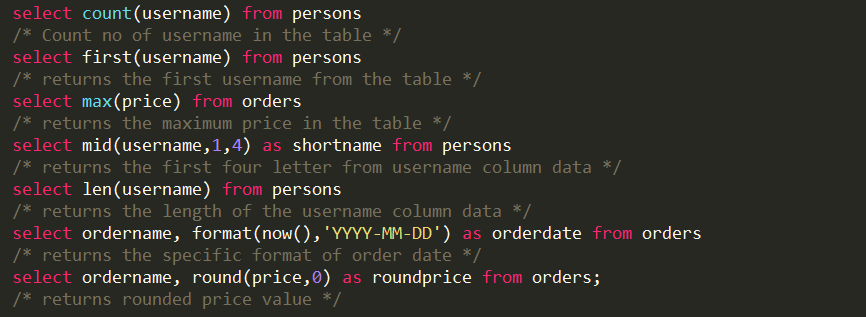 select count(username) from persons
/* Count no of username in the table */
select first(username) from persons
/* returns the first username from the table */
select max(price) from orders
/* returns the maximum price in the table */
select mid(username,1,4) as shortname from persons
/* returns the first four letter from username column data */
select len(username) from persons
/* returns the length of the username column data */
select ordername, format(now(),'YYYY-MM-DD') as orderdate from orders
/* returns the specific format of order date */
select ordername, round(price,0) as roundprice from orders;
/* returns rounded price value */